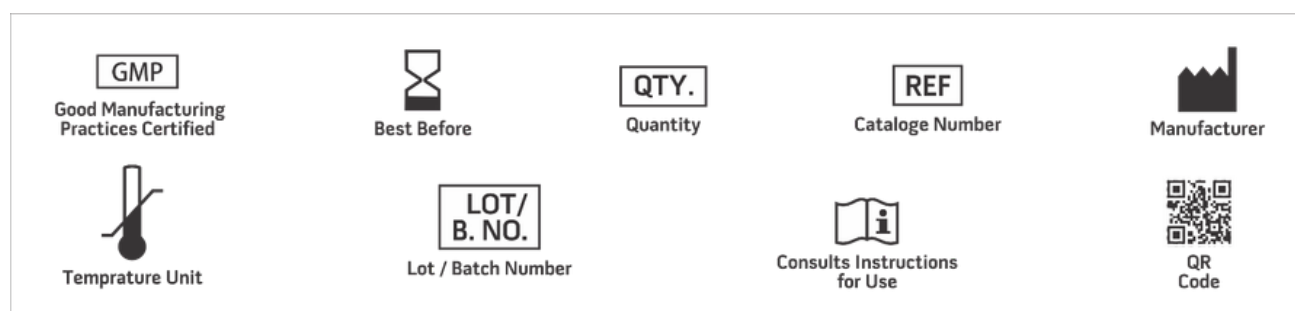 GMP
Good Manufacturing
Practices Certified
Best Before
QTY.
Quantity
REF
Cataloge Number
Manufacturer
Temprature Unit
LOT/
B. NO.
Lot / Batch Number
i
Consults Instructions
for Use
QR
Code